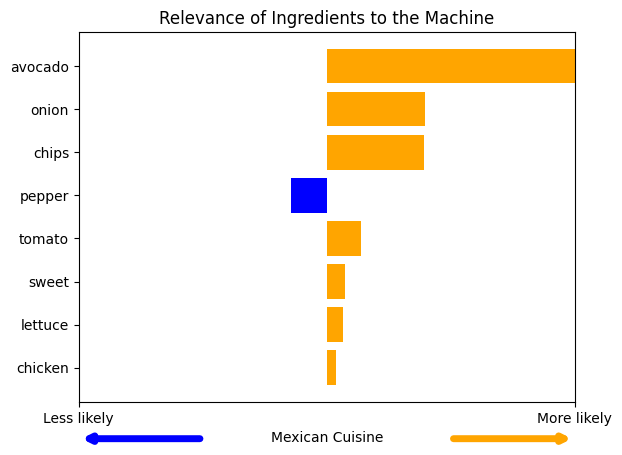 Relevance of Ingredients to the Machine
avocado
onion
chips
pepper
tomato
sweet
lettuce
chicken
Less likely
More likely
Mexican Cuisine